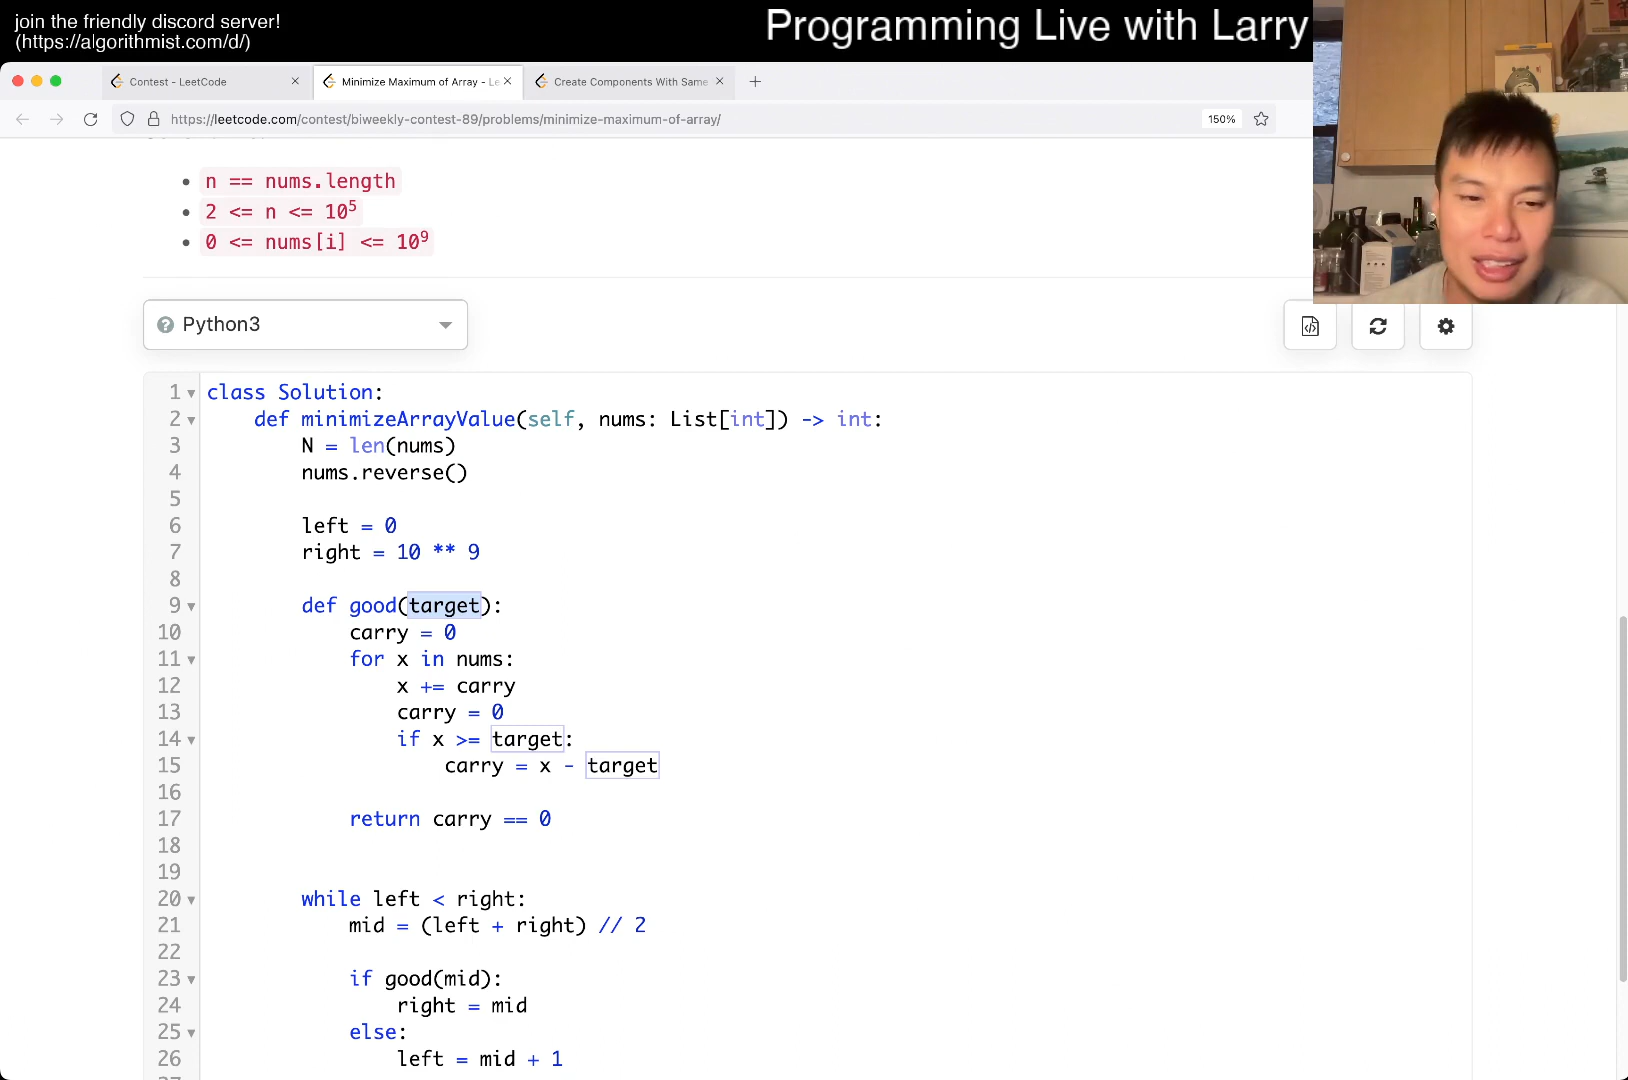 join the friendly discord server!
(https://algorithmist.com/d/)
Programming Live with Larry
Contest - LeetCode
Minimize Maximum of Array - Le
Create Components With Same
https://leetcode.com/contest/biweekly-contest-89/problems/minimize-maximum-of-array/
150%
n == nums.length
2 <= n <= 10⁵
0 <= nums[i] <= 10⁹
Python3
1 class Solution:
2 def minimizeArrayValue(self, nums: List[int]) -> int:
3 N = len(nums)
4 nums.reverse()
5
6 left = 0
7 right = 10 ** 9
8
9 def good(target):
10 carry = 0
11 for x in nums:
12 x += carry
13 carry = 0
14 if x >= target:
15 carry = x - target
16
17 return carry == 0
18
19
20 while left < right:
21 mid = (left + right) // 2
22
23 if good(mid):
24 right = mid
25 else:
26 left = mid + 1